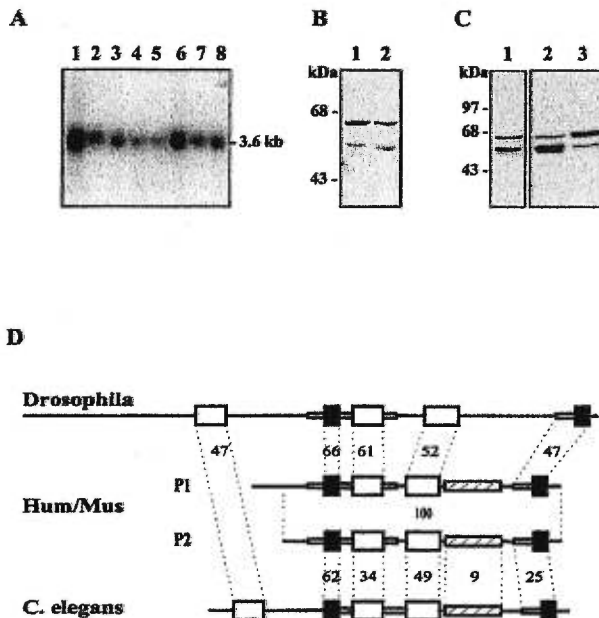 A
1 2 3 4 5 6 7 8
3.6 kb
B
1 2
kDa
68
43
C
1 2 3
kDa
97
68
43
D
Drosophila
47 66 61 52 47
P1
Hum/Mus
100
P2
62 34 49 9 25
C. elegans